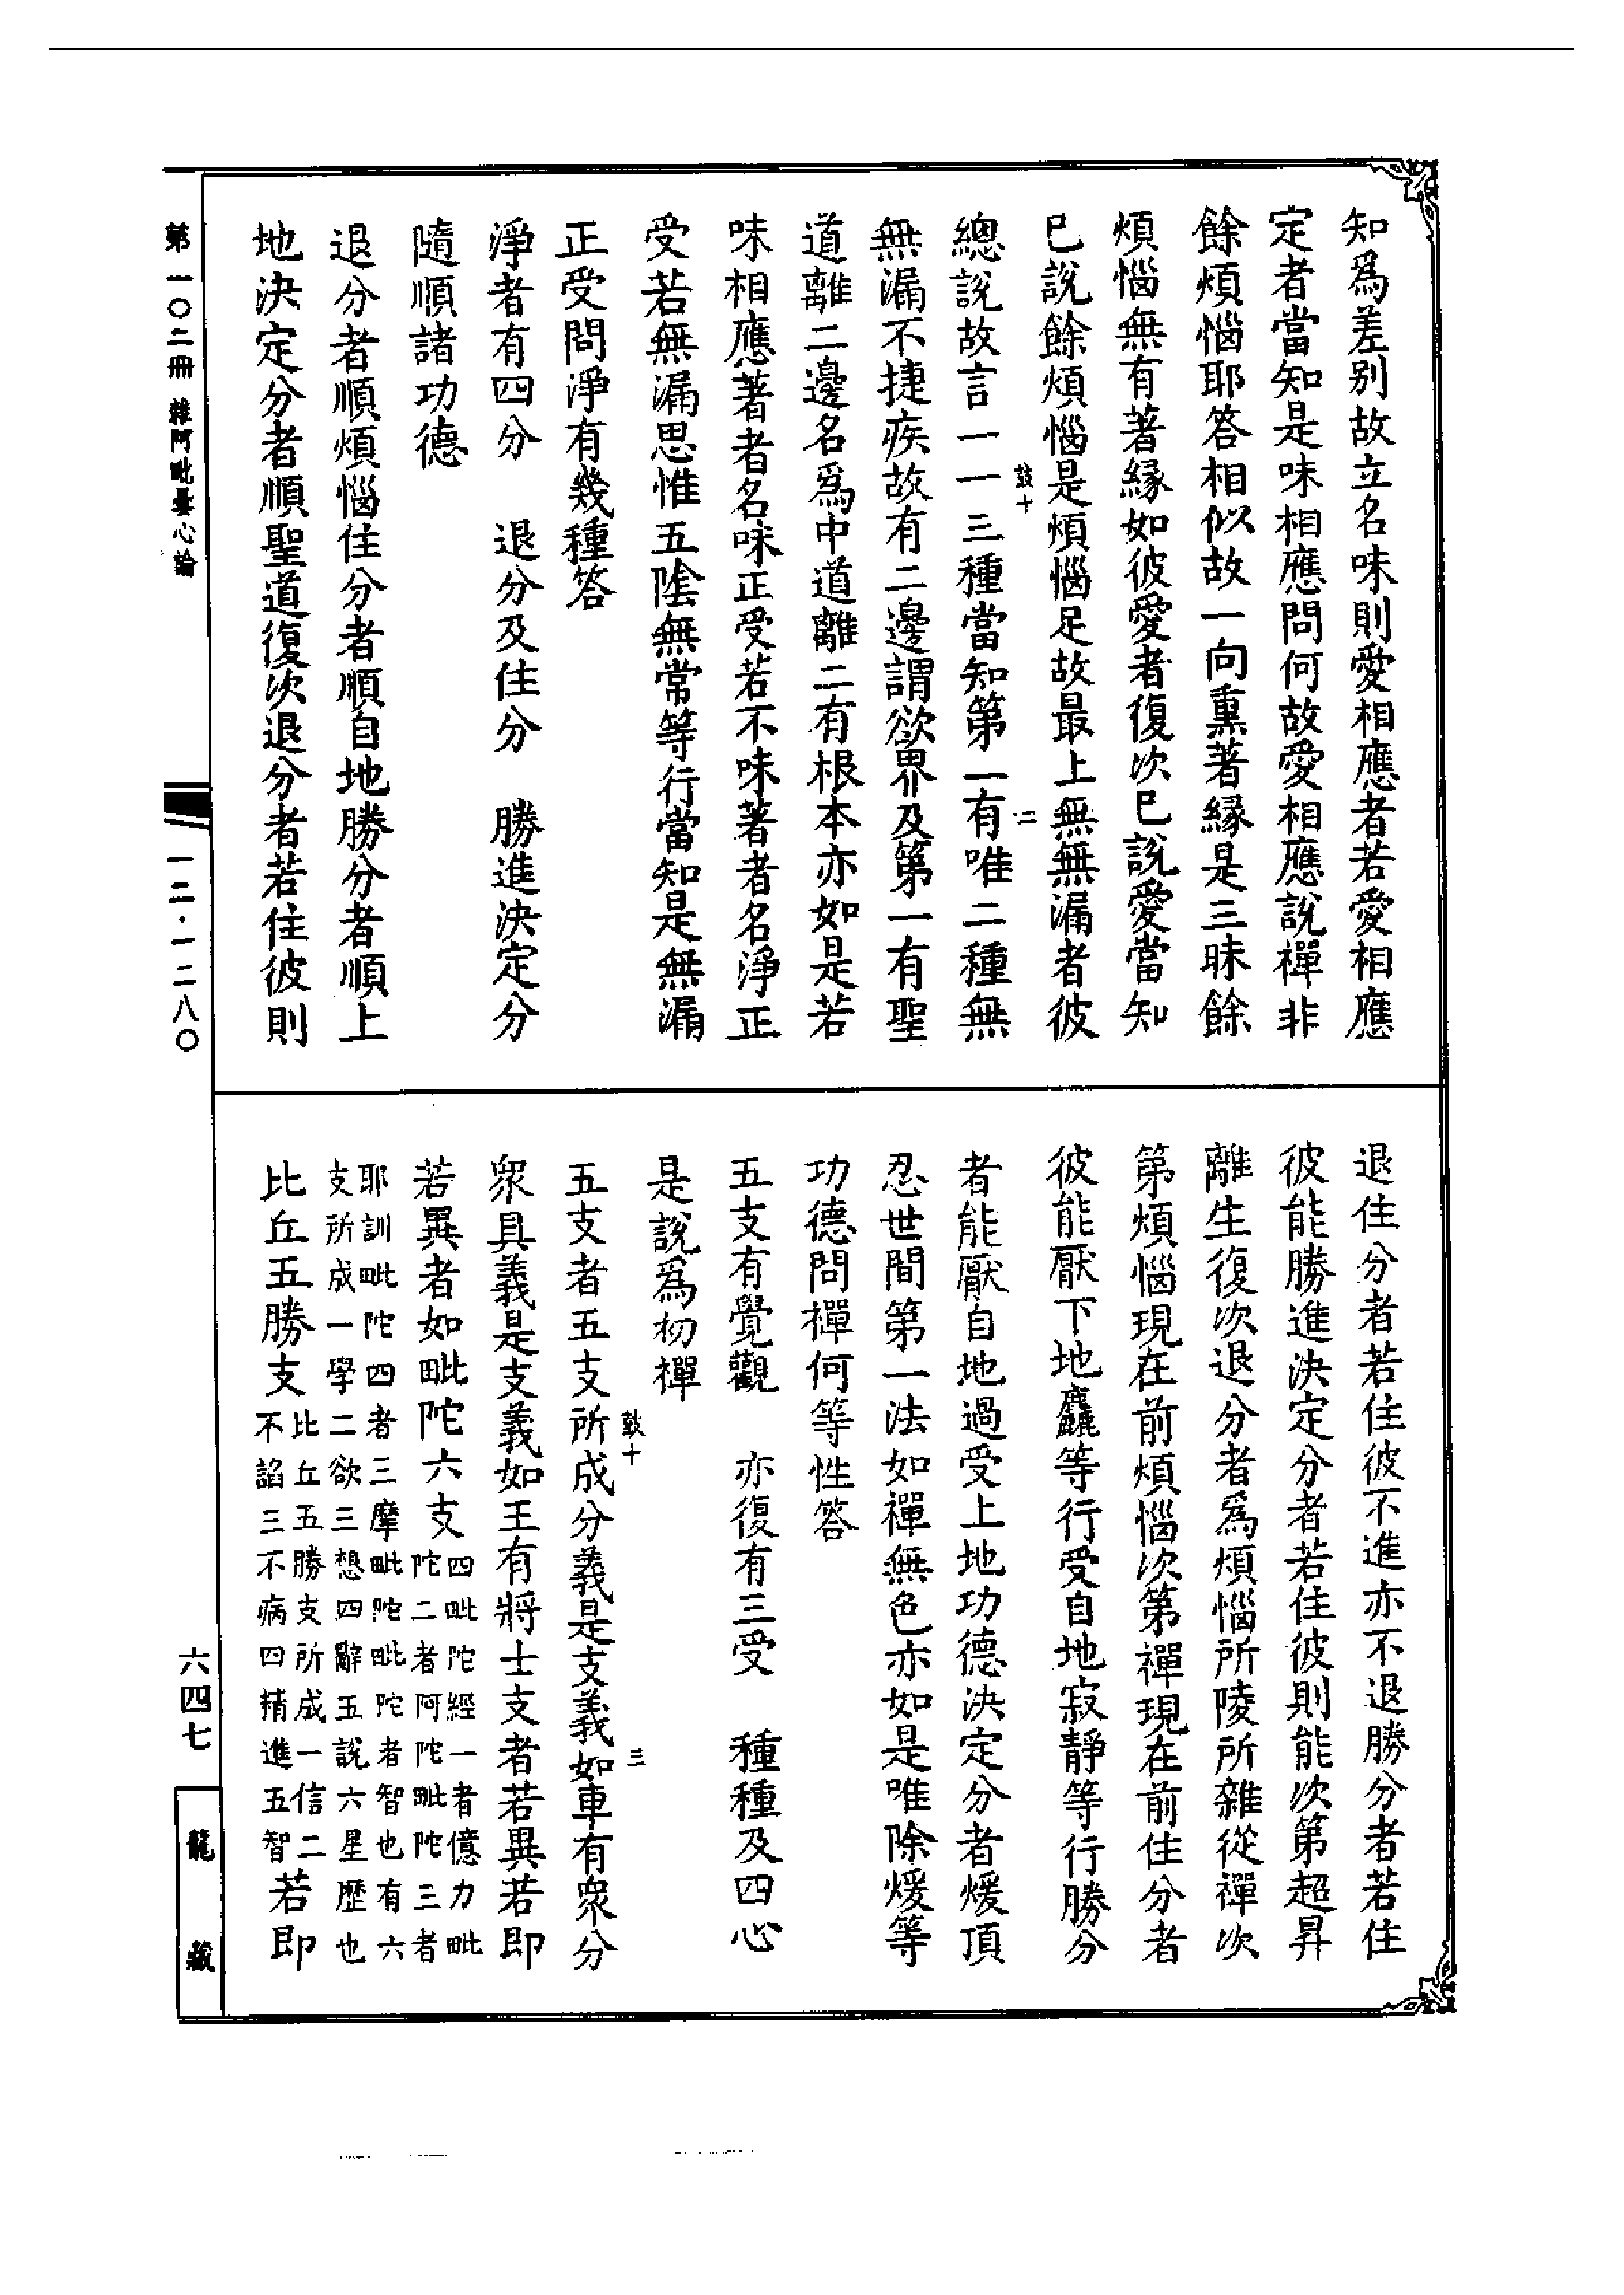 知爲差别故立名味則愛相應者若愛相應
定者當知是味相應問何故愛相應說禪非
餘煩惱耶答相似故一向熏著縁是三昧餘
煩惱無有著縁如彼愛者復次巳說愛當知
巳說餘煩惱是煩惱足故最上無無漏者彼
鼓十
二
總說故言一一三種當知第一有唯二種無
無漏不捷疾故有二邊謂欲界及第一有聖
道離二邊名爲中道離二有根本亦如是若
味相應著者名味正受若不味著者名淨正
受若無漏思惟五陰無常等行當知是無漏
正受問淨有幾種答
淨者有四分　退分及住分　勝進決定分
隨順諸功德
退分者順煩惱住分者順自地勝分者順上
地決定分者順聖道復次退分者若住彼則
退住分者若住彼不進亦不退勝分者若住
彼能勝進決定分者若住彼則能次第超昇
離生復次退分者爲煩惱所陵所雜從禪次
第煩惱現在前煩惱次第禪現在前住分者
彼能厭下地麤等行受自地寂靜等行勝分
者能厭自地過受上地功德決定分者煖頂
忍世間第一法如禪無色亦如是唯除煖等
功德問禪何等性答
五支有覺觀　亦復有三受　種種及四心
是說爲初禪
鼓十
三
五支者五支所成分義是支義如車有衆分
衆具義是支義如王有將士支者若異若即
若異者如毗陀六支四毗陀經一者億力毗陀二者阿陀毗陀三者
耶訓毗陀四者三摩毗陀毗陀者智也有六支所成一學二欲三想四辭五說六星歷也
比丘五勝支比丘五勝支所成一信二不諂三不病四精進五智若即
第一〇二冊　雜阿毗曇心論
一二·一二八〇
六四七
龍藏